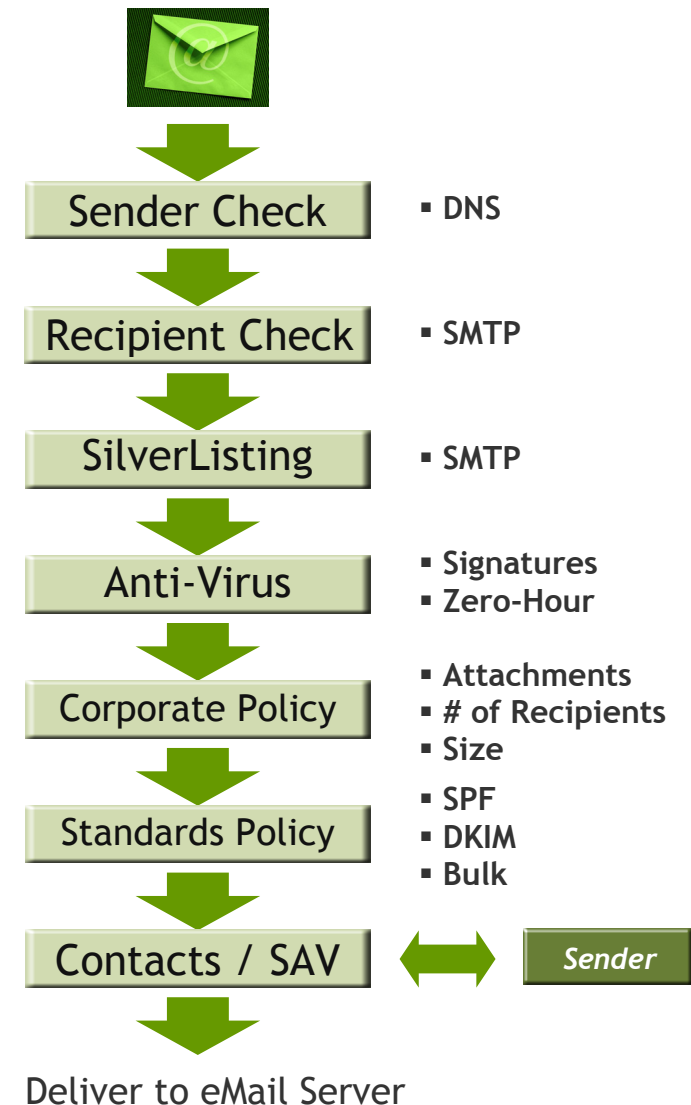 @
Sender Check
▪ DNS
Recipient Check
▪ SMTP
SilverListing
▪ SMTP
Anti-Virus
▪ Signatures
▪ Zero-Hour
Corporate Policy
▪ Attachments
▪ # of Recipients
▪ Size
Standards Policy
▪ SPF
▪ DKIM
▪ Bulk
Contacts / SAV
Sender
Deliver to eMail Server